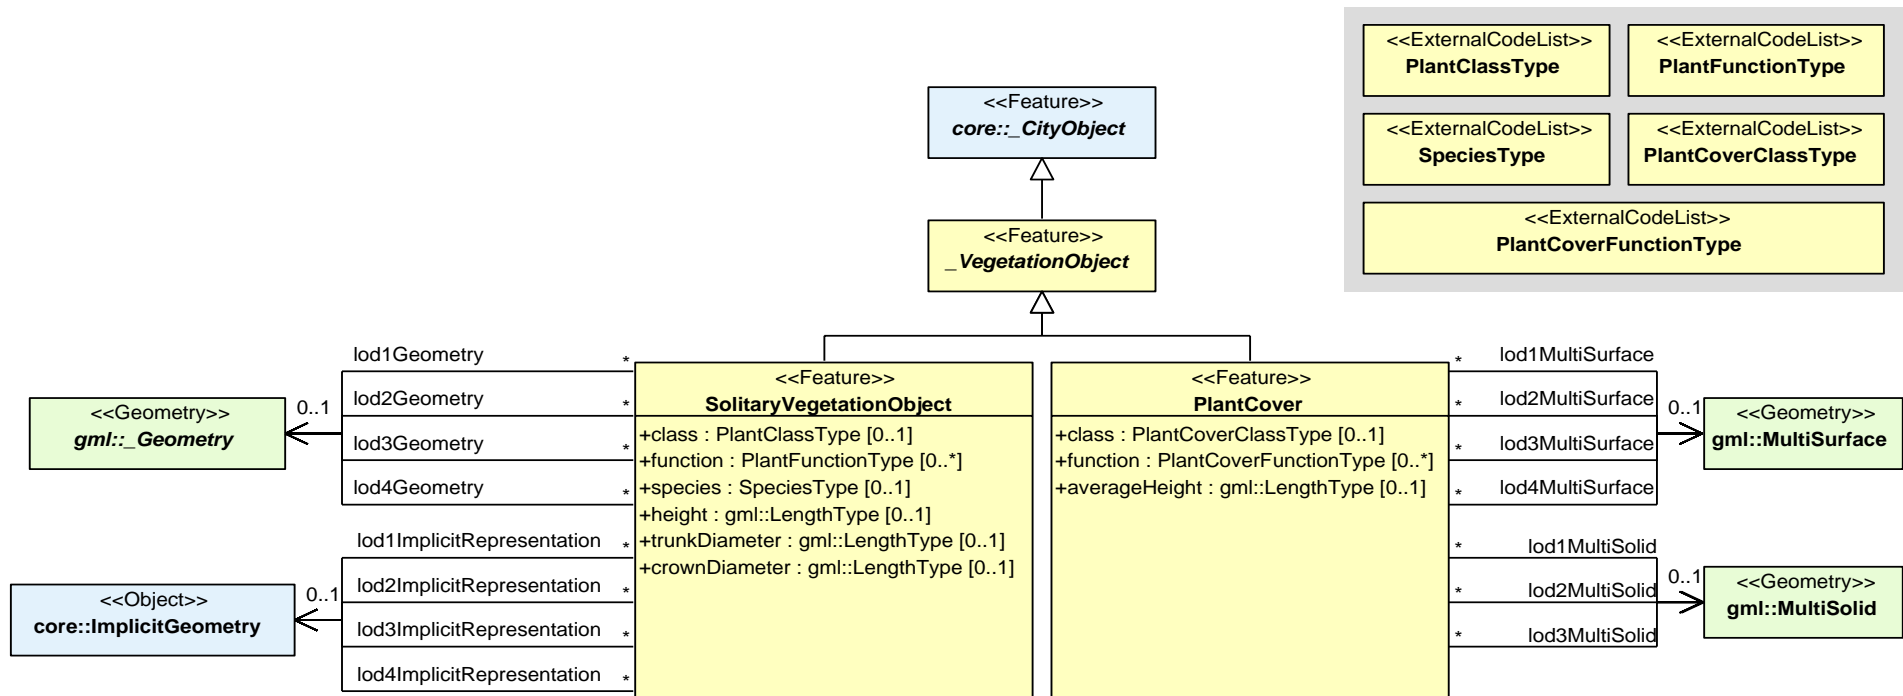 <<ExternalCodeList>>
PlantClassType
<<ExternalCodeList>>
PlantFunctionType
<<ExternalCodeList>>
SpeciesType
<<ExternalCodeList>>
PlantCoverClassType
<<ExternalCodeList>>
PlantCoverFunctionType
<<Feature>>
core::_CityObject
<<Feature>>
_VegetationObject
<<Geometry>>
gml::_Geometry
0..1
lod1Geometry
*
lod2Geometry
*
lod3Geometry
*
lod4Geometry
*
<<Object>>
core::ImplicitGeometry
0..1
lod1ImplicitRepresentation
*
lod2ImplicitRepresentation
*
lod3ImplicitRepresentation
*
lod4ImplicitRepresentation
*
<<Feature>>
SolitaryVegetationObject
+class : PlantClassType [0..1]
+function : PlantFunctionType [0..*]
+species : SpeciesType [0..1]
+height : gml::LengthType [0..1]
+trunkDiameter : gml::LengthType [0..1]
+crownDiameter : gml::LengthType [0..1]
<<Feature>>
PlantCover
+class : PlantCoverClassType [0..1]
+function : PlantCoverFunctionType [0..*]
+averageHeight : gml::LengthType [0..1]
*
lod1MultiSurface
*
lod2MultiSurface
*
lod3MultiSurface
*
lod4MultiSurface
0..1
<<Geometry>>
gml::MultiSurface
*
lod1MultiSolid
*
lod2MultiSolid
*
lod3MultiSolid
0..1
<<Geometry>>
gml::MultiSolid